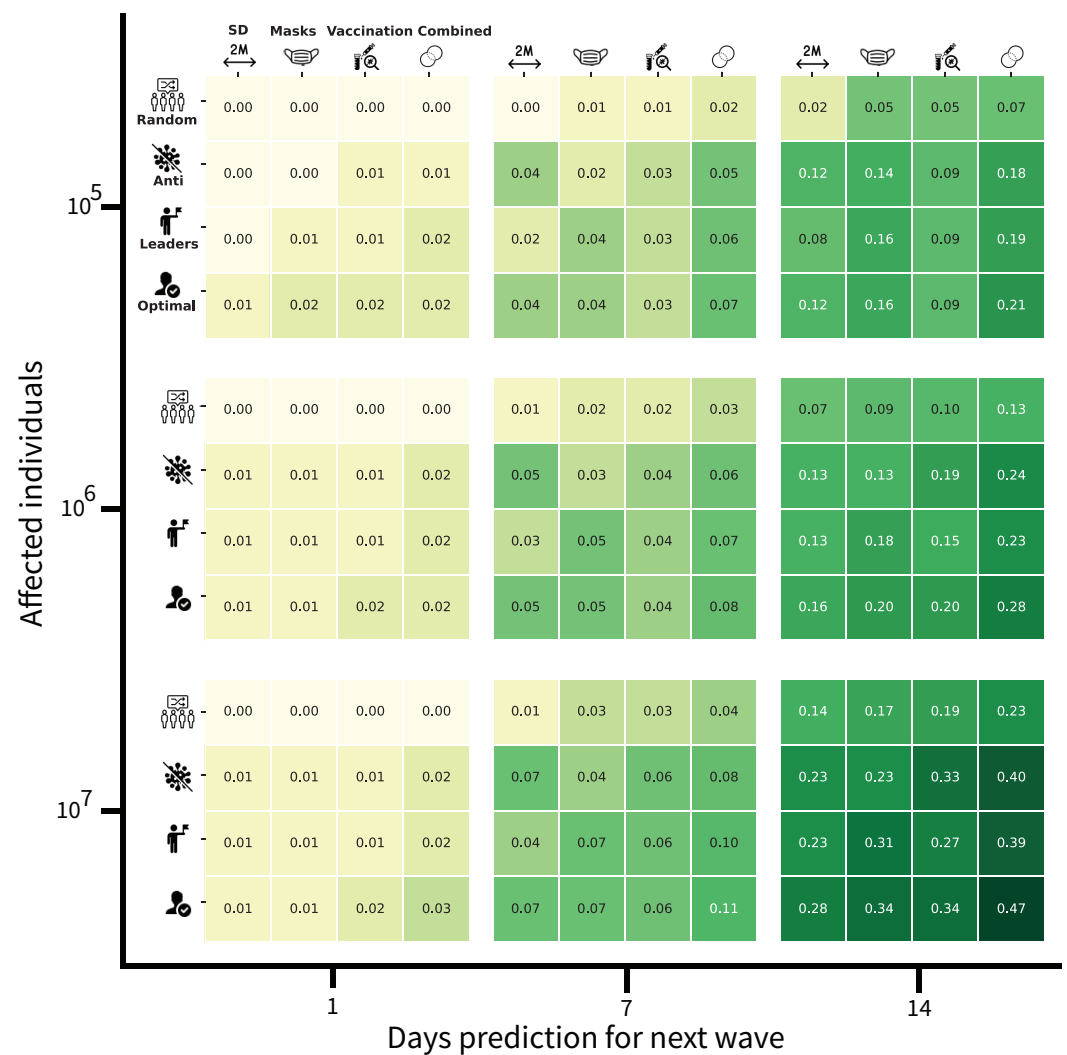 SD Masks Vaccination Combined
2M 2M 2M
Random 0.00 0.00 0.00 0.00 0.00 0.01 0.01 0.02 0.02 0.05 0.05 0.07
Anti 0.00 0.00 0.01 0.01 0.04 0.02 0.03 0.05 0.12 0.14 0.09 0.18
10^5
Leaders 0.00 0.01 0.01 0.02 0.02 0.04 0.03 0.06 0.08 0.16 0.09 0.19
Optimal 0.01 0.02 0.02 0.02 0.04 0.04 0.03 0.07 0.12 0.16 0.09 0.21
Affected individuals
0.00 0.00 0.00 0.00 0.01 0.02 0.02 0.03 0.07 0.09 0.10 0.13
0.01 0.01 0.01 0.02 0.05 0.03 0.04 0.06 0.13 0.13 0.19 0.24
10^6
0.01 0.01 0.01 0.02 0.03 0.05 0.04 0.07 0.13 0.18 0.15 0.23
0.01 0.01 0.02 0.02 0.05 0.05 0.04 0.08 0.16 0.20 0.20 0.28
0.00 0.00 0.00 0.00 0.01 0.03 0.03 0.04 0.14 0.17 0.19 0.23
0.01 0.01 0.01 0.02 0.07 0.04 0.06 0.08 0.23 0.23 0.33 0.40
10^7
0.01 0.01 0.01 0.02 0.04 0.07 0.06 0.10 0.23 0.31 0.27 0.39
0.01 0.01 0.02 0.03 0.07 0.07 0.06 0.11 0.28 0.34 0.34 0.47
1 7 14
Days prediction for next wave